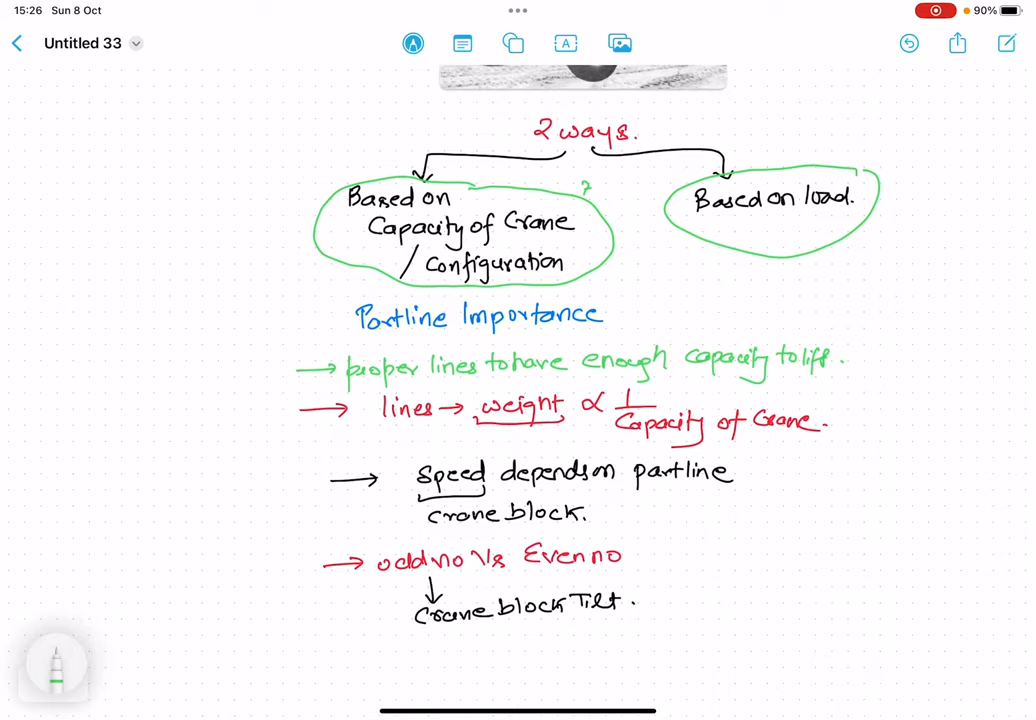 15:26 Sun 8 Oct
90%
Untitled 33
A
2 ways.
Based on
Capacity of Crane
/ Configuration
?
Based on load.
Partline Importance
→ proper lines to have enough capacity to lift.
→ lines → weight ∝ 1/Capacity of Crane.
→ Speed depends on partline
crane block.
→ odd no Vs Even no
↓
Crane block Tilt.